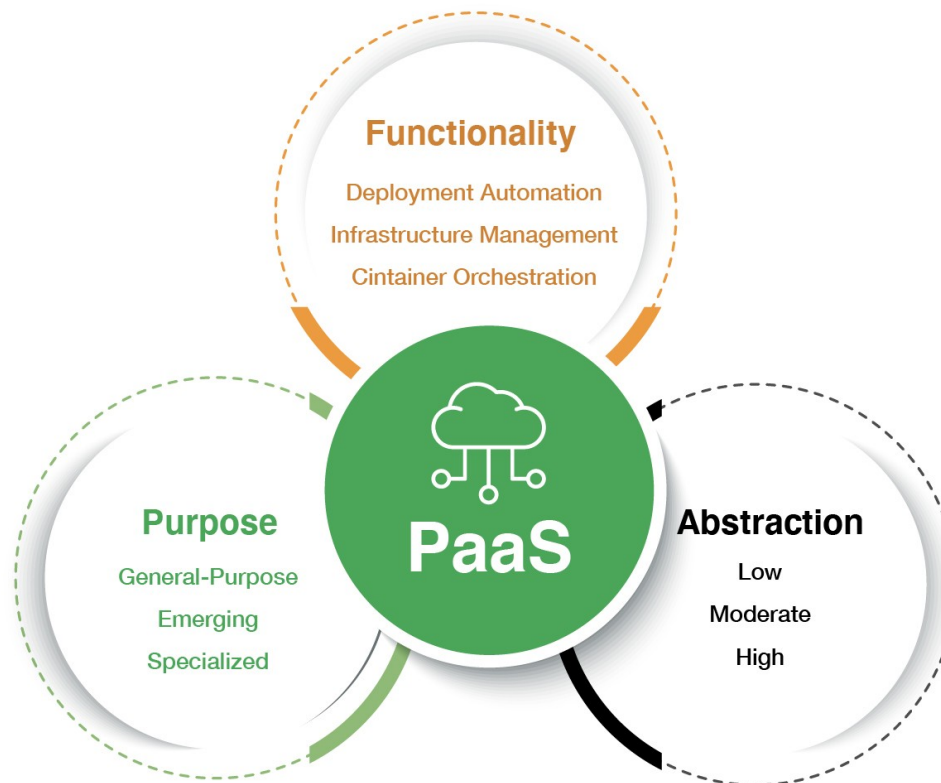 Functionality
Deployment Automation
Infrastructure Management
Cintainer Orchestration
PaaS
Purpose
General-Purpose
Emerging
Specialized
Abstraction
Low
Moderate
High